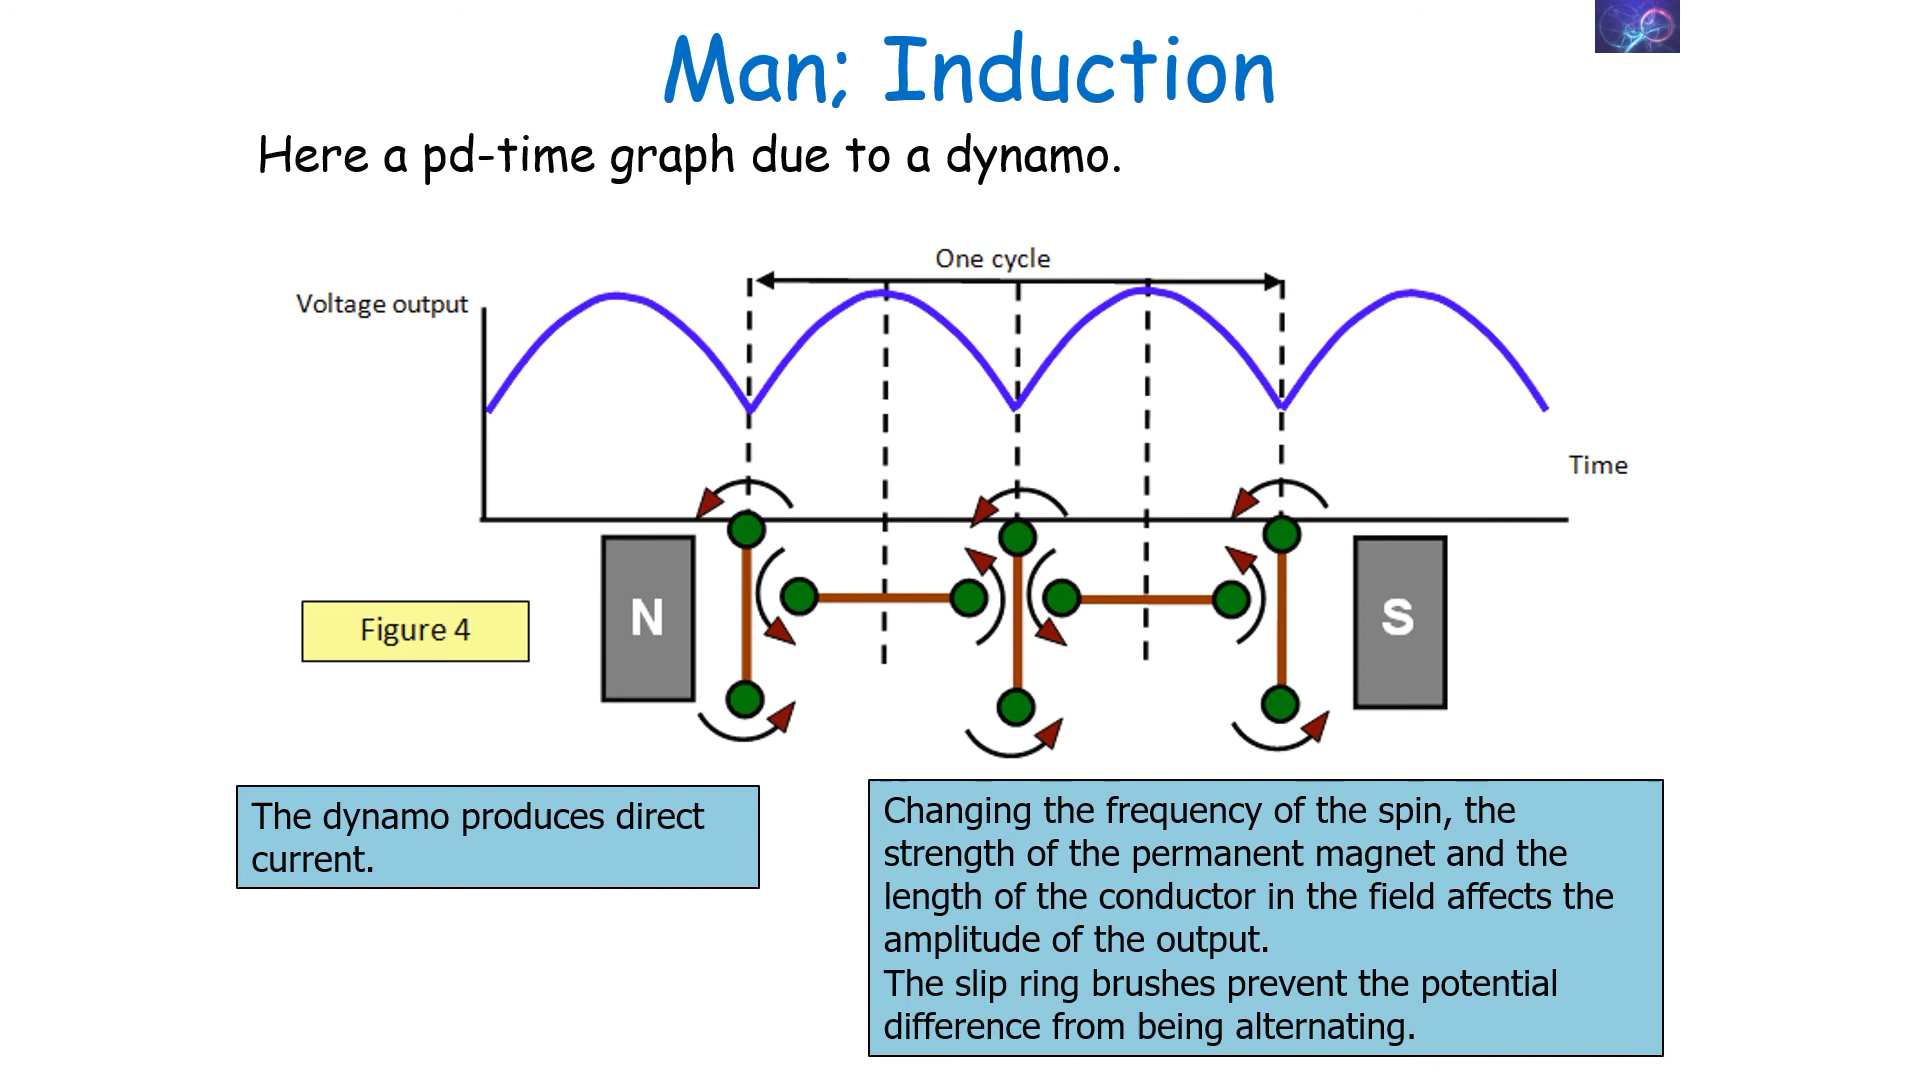 Man; Induction
Here a pd-time graph due to a dynamo.
One cycle
Voltage output
Time
N
S
Figure 4
The dynamo produces direct
current.
Changing the frequency of the spin, the
strength of the permanent magnet and the
length of the conductor in the field affects the
amplitude of the output.
The slip ring brushes prevent the potential
difference from being alternating.